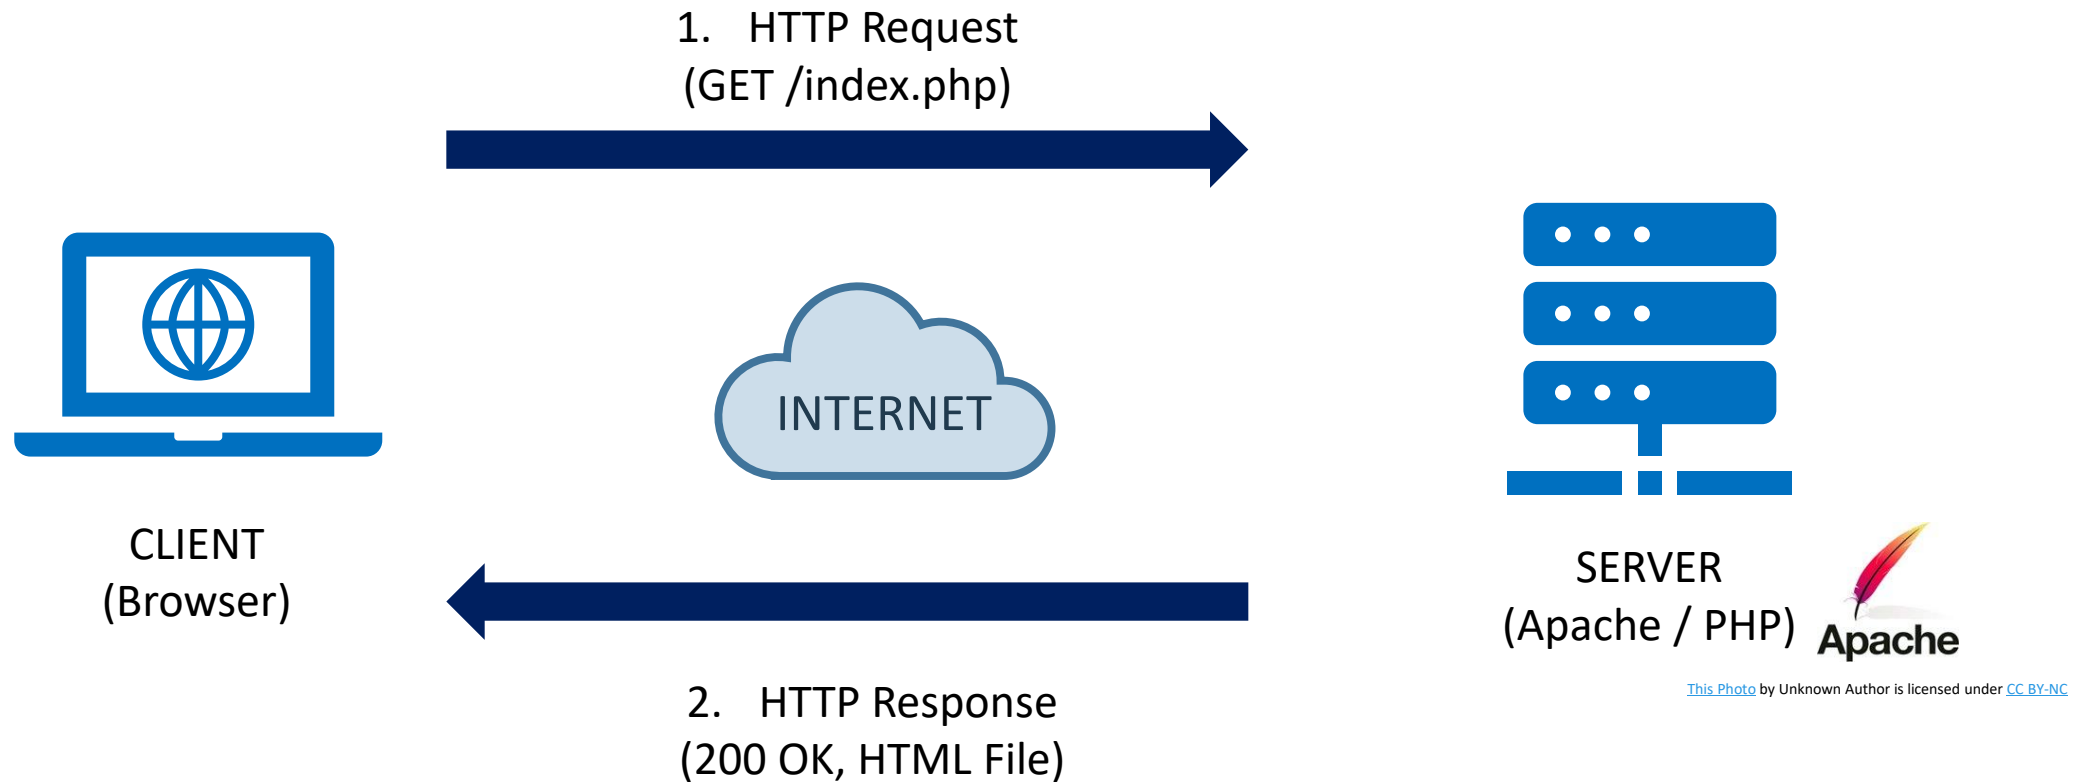 1. HTTP Request
(GET /index.php)
INTERNET
CLIENT
(Browser)
SERVER
(Apache / PHP)
Apache
This Photo by Unknown Author is licensed under CC BY-NC
2. HTTP Response
(200 OK, HTML File)